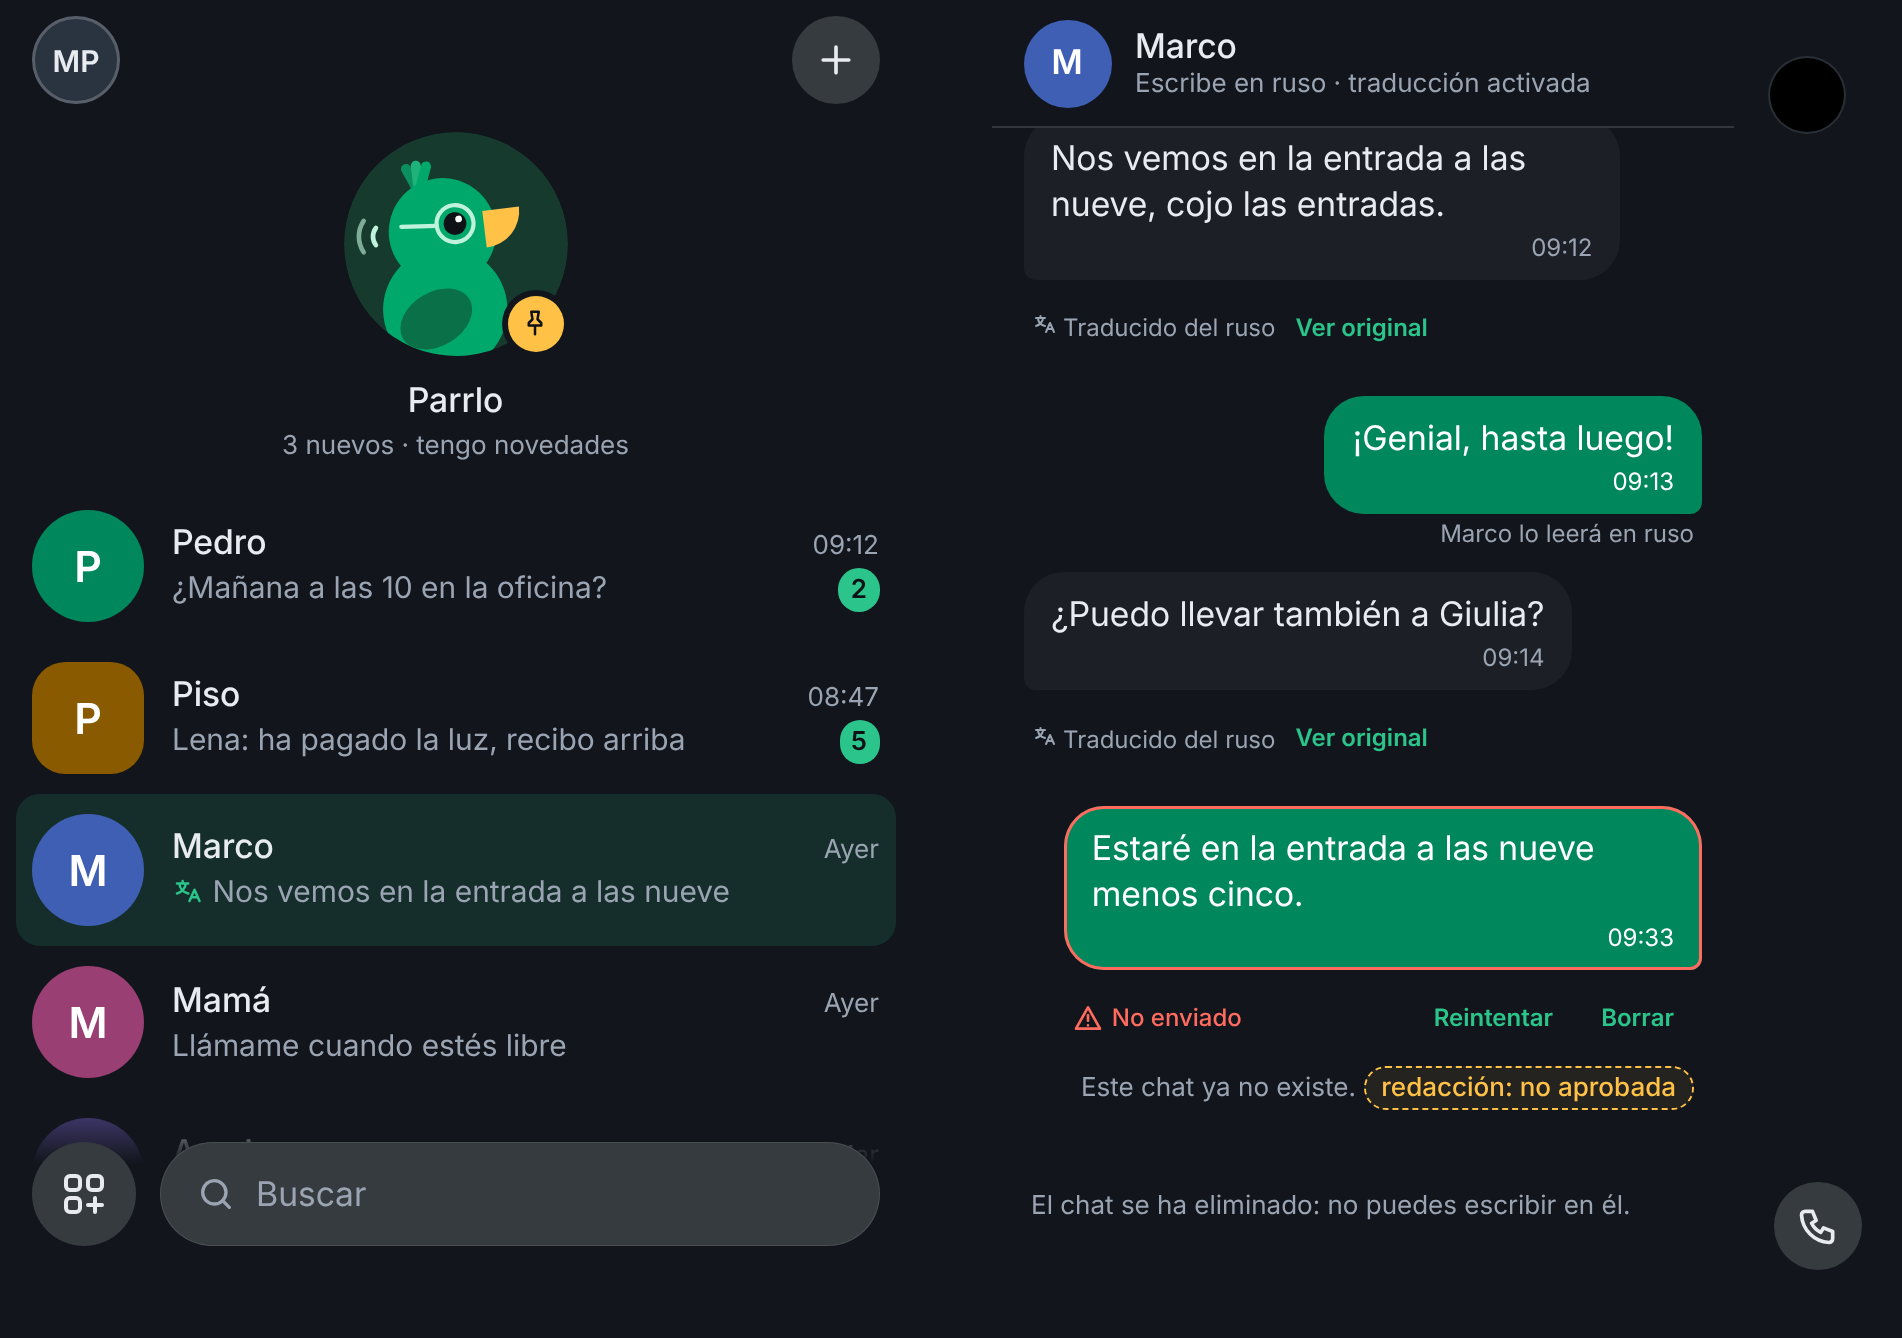 MP
Parrlo
3 nuevos · tengo novedades
P
Pedro
09:12
¿Mañana a las 10 en la oficina?
2
P
Piso
08:47
Lena: ha pagado la luz, recibo arriba
5
M
Marco
Ayer
Nos vemos en la entrada a las nueve
M
Mamá
Ayer
Llámame cuando estés libre
Buscar
M
Marco
Escribe en ruso · traducción activada
Nos vemos en la entrada a las
nueve, cojo las entradas.
09:12
Traducido del ruso Ver original
¡Genial, hasta luego!
09:13
Marco lo leerá en ruso
¿Puedo llevar también a Giulia?
09:14
Traducido del ruso Ver original
Estaré en la entrada a las nueve
menos cinco.
09:33
No enviado Reintentar Borrar
Este chat ya no existe. redacción: no aprobada
El chat se ha eliminado: no puedes escribir en él.